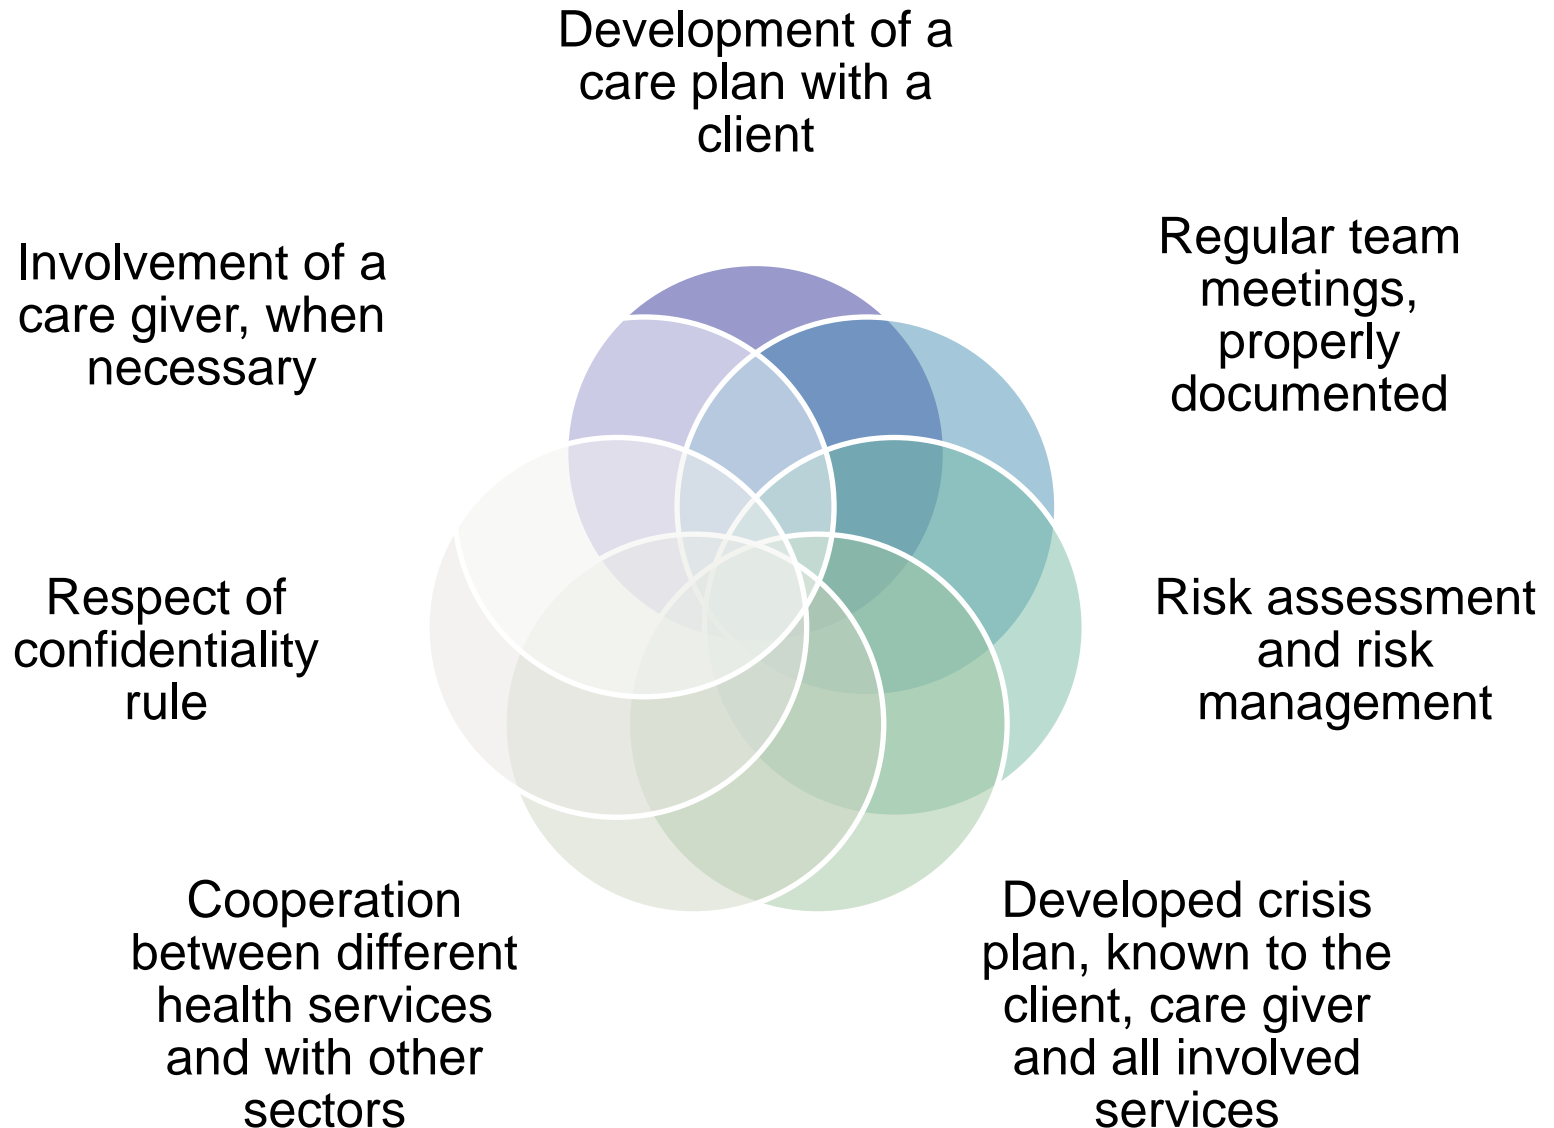 Development of a
care plan with a
client
Regular team
meetings,
properly
documented
Risk assessment
and risk
management
Developed crisis
plan, known to the
client, care giver
and all involved
services
Cooperation
between different
health services
and with other
sectors
Respect of
confidentiality
rule
Involvement of a
care giver, when
necessary